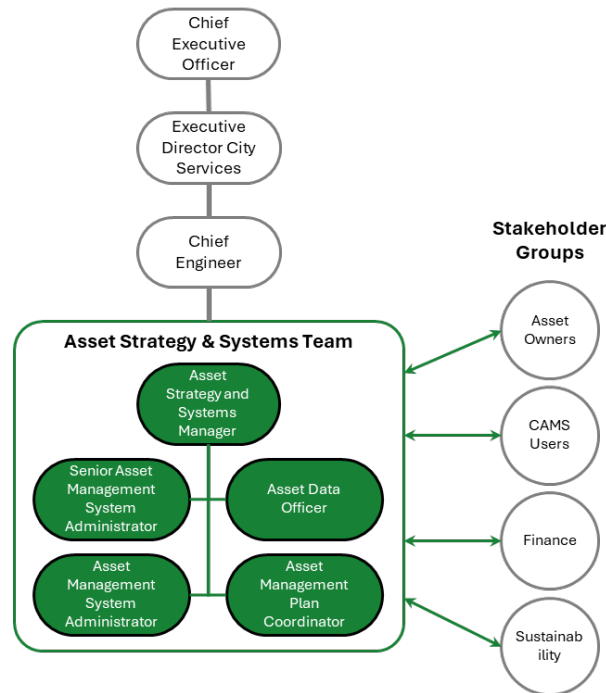 Chief
Executive
Officer
Executive
Director City
Services
Chief
Engineer
Stakeholder
Groups
Asset Strategy & Systems Team
Asset
Strategy and
Systems
Manager
Senior Asset
Management
System
Administrator
Asset Data
Officer
Asset
Management
System
Administrator
Asset
Management
Plan
Coordinator
Asset
Owners
CAMS
Users
Finance
Sustainab
ility